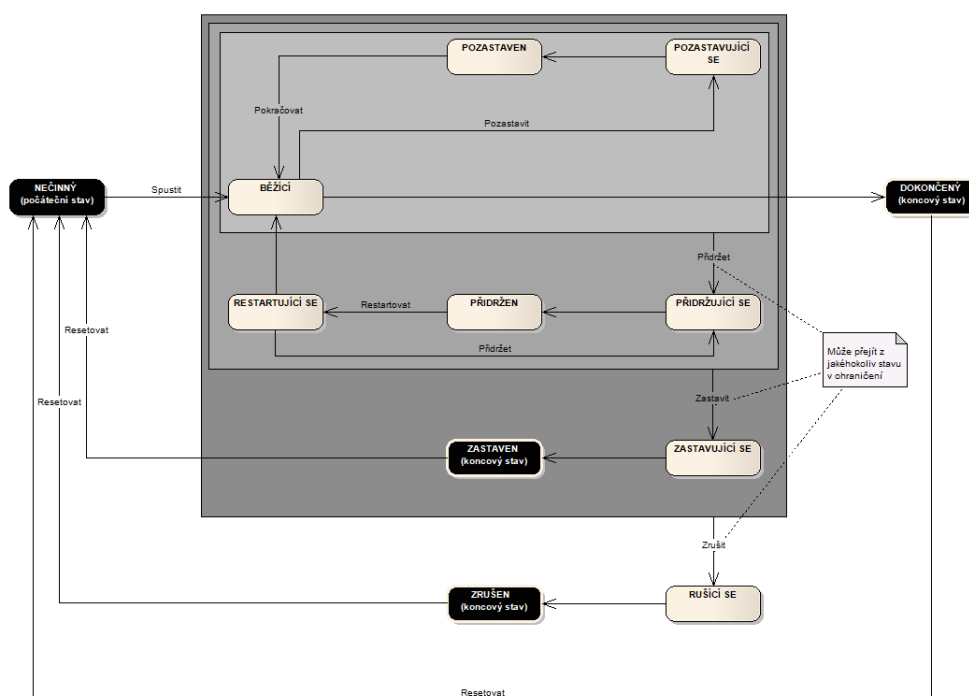 POZASTAVEN
POZASTAVUJÍCÍ
SE
Pokračovat
Pozastavit
NEČINNÝ
(počáteční stav)
Spustit
BĚŽÍCÍ
DOKONČENÝ
(koncový stav)
Přidržet
RESTARTUJÍCÍ SE
Restartovat
PŘIDRŽEN
PŘIDRŽUJÍCÍ SE
Resetovat
Přidržet
Může přejít z
jakéhokoliv stavu
v ohraničení
Resetovat
Zastavit
ZASTAVEN
(koncový stav)
ZASTAVUJÍCÍ SE
Zrušit
ZRUŠEN
(koncový stav)
RUŠÍCÍ SE
Resetovat